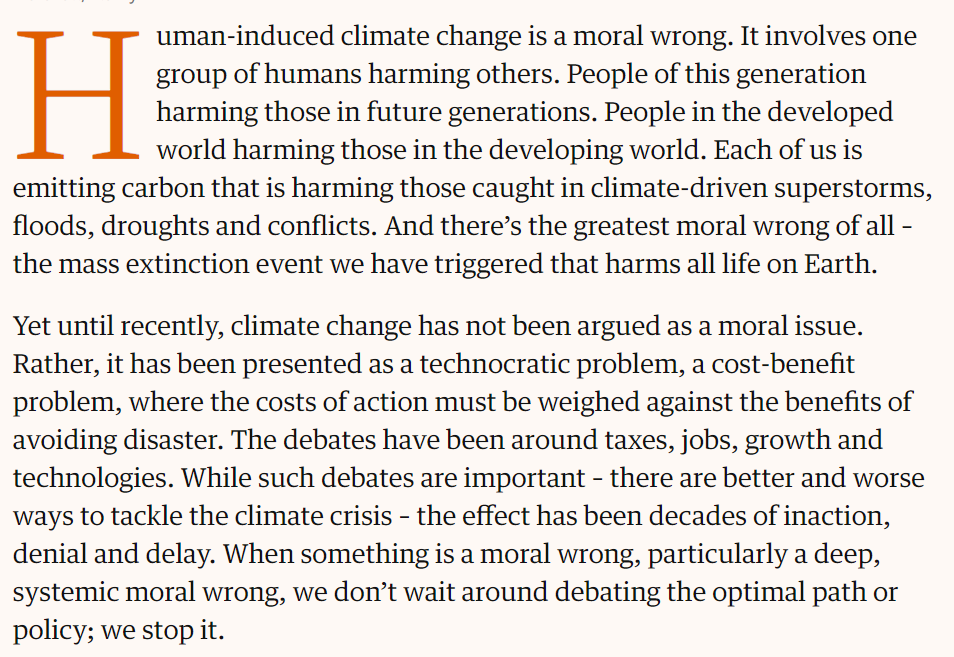 Human-induced climate change is a moral wrong. It involves one
group of humans harming others. People of this generation
harming those in future generations. People in the developed
world harming those in the developing world. Each of us is
emitting carbon that is harming those caught in climate-driven superstorms,
floods, droughts and conflicts. And there’s the greatest moral wrong of all –
the mass extinction event we have triggered that harms all life on Earth.
Yet until recently, climate change has not been argued as a moral issue.
Rather, it has been presented as a technocratic problem, a cost-benefit
problem, where the costs of action must be weighed against the benefits of
avoiding disaster. The debates have been around taxes, jobs, growth and
technologies. While such debates are important – there are better and worse
ways to tackle the climate crisis – the effect has been decades of inaction,
denial and delay. When something is a moral wrong, particularly a deep,
systemic moral wrong, we don’t wait around debating the optimal path or
policy; we stop it.